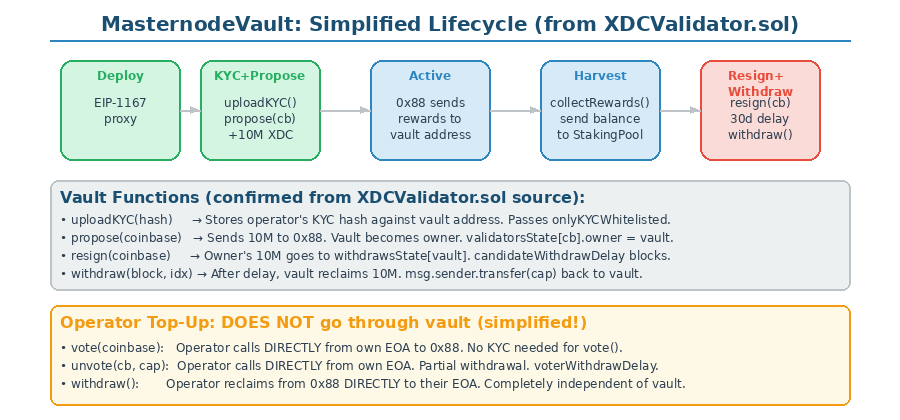 MasternodeVault: Simplified Lifecycle (from XDCValidator.sol)
Deploy
EIP-1167
proxy
KYC+Propose
uploadKYC()
propose(cb)
+10M XDC
Active
0x88 sends
rewards to
vault address
Harvest
collectRewards()
send balance
to StakingPool
Resign+
Withdraw
resign(cb)
30d delay
withdraw()
Vault Functions (confirmed from XDCValidator.sol source):
• uploadKYC(hash) → Stores operator's KYC hash against vault address. Passes onlyKYCWhitelisted.
• propose(coinbase) → Sends 10M to 0x88. Vault becomes owner. validatorsState[cb].owner = vault.
• resign(coinbase) → Owner's 10M goes to withdrawsState[vault]. candidateWithdrawDelay blocks.
• withdraw(block, idx) → After delay, vault reclaims 10M. msg.sender.transfer(cap) back to vault.
Operator Top-Up: DOES NOT go through vault (simplified!)
• vote(coinbase): Operator calls DIRECTLY from own EOA to 0x88. No KYC needed for vote().
• unvote(cb, cap): Operator calls DIRECTLY from own EOA. Partial withdrawal. voterWithdrawDelay.
• withdraw(): Operator reclaims from 0x88 DIRECTLY to their EOA. Completely independent of vault.